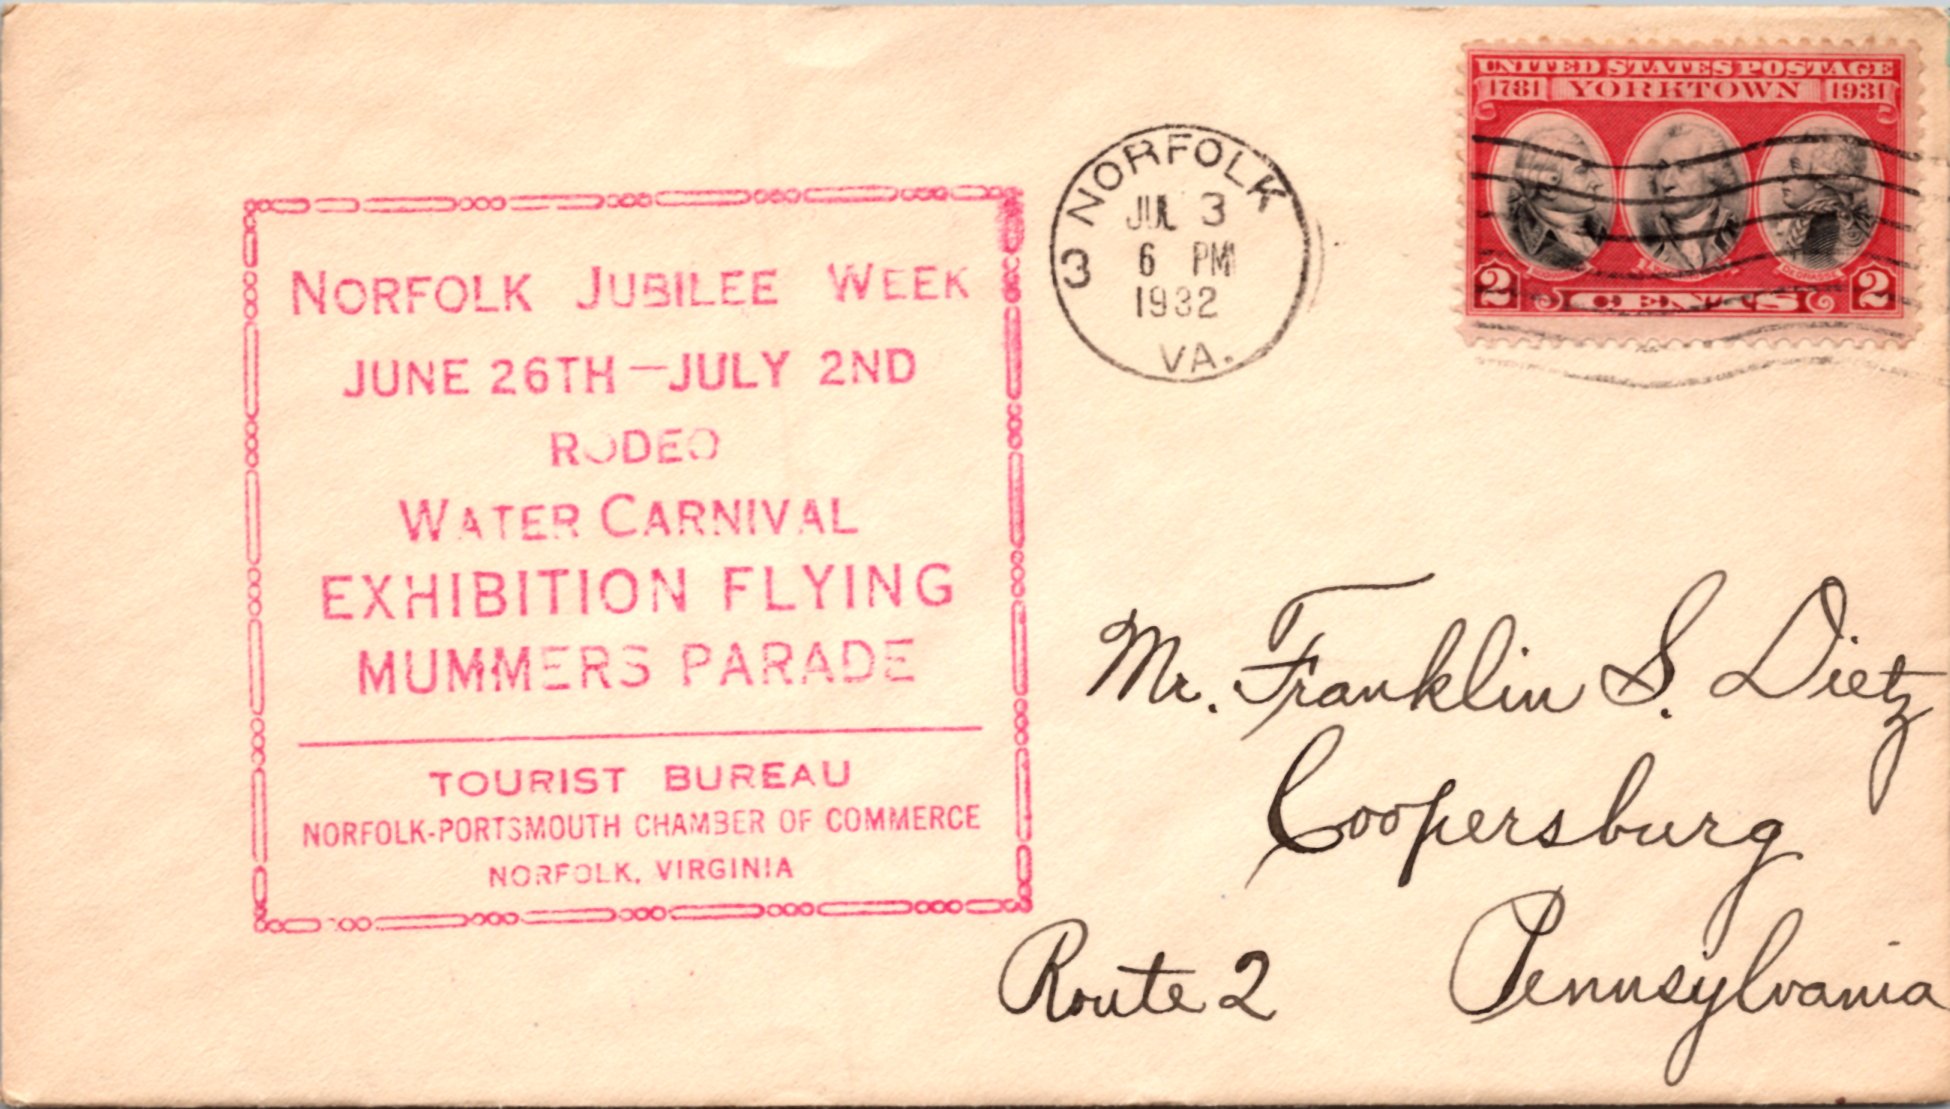 NORFOLK JUBILEE WEEK
JUNE 26TH—JULY 2ND
RODEO
WATER CARNIVAL
EXHIBITION FLYING
MUMMERS PARADE
TOURIST BUREAU
NORFOLK-PORTSMOUTH CHAMBER OF COMMERCE
NORFOLK, VIRGINIA
NORFOLK
3
JUL 3
6 PM
1932
VA.
UNITED STATES POSTAGE
1781 YORKTOWN 1931
DE GRASSE
2 CENTS 2
Mr. Franklin S. Dietz
Coopersburg
Route 2 Pennsylvania